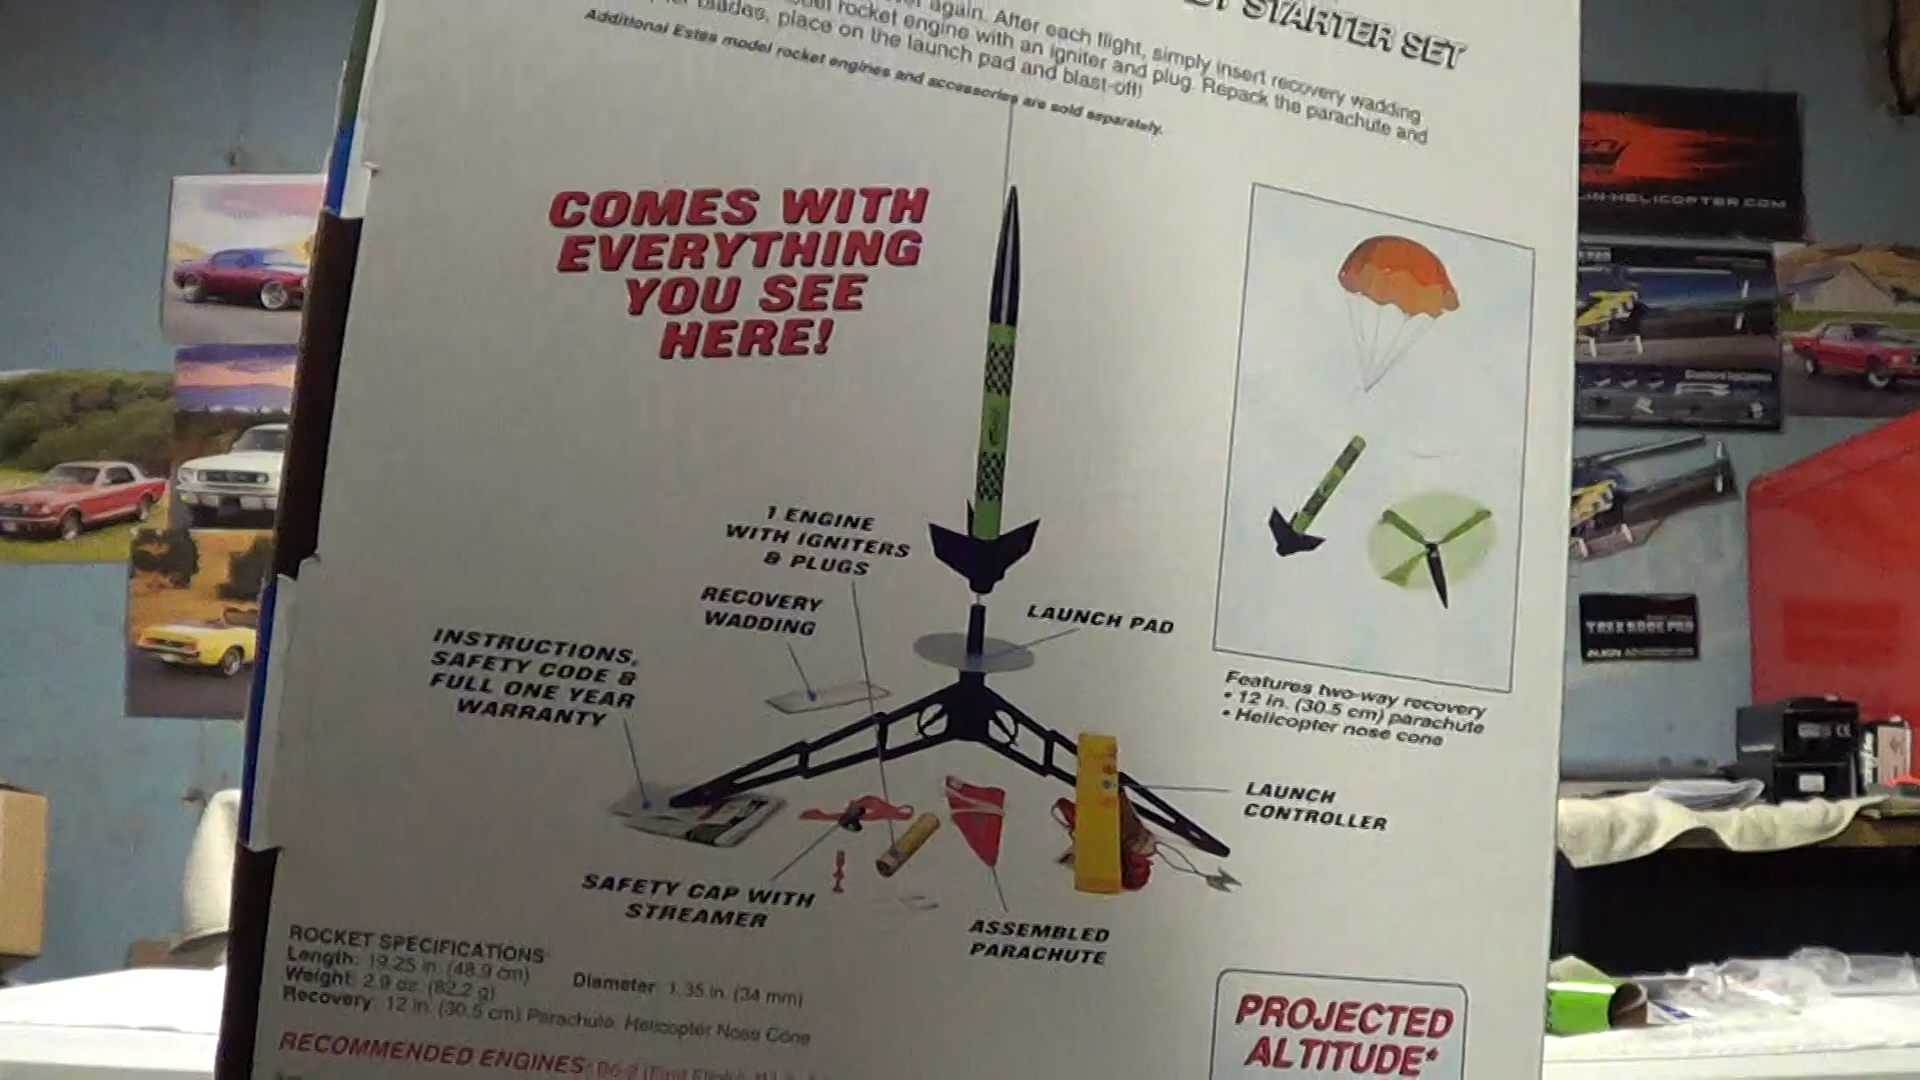 STARTER SET
again. After each flight, simply insert recovery wadding
rocket engine with an igniter and plug. Repack the parachute and
blades, place on the launch pad and blast-off!
Additional Estes model rocket engines and accessories are sold separately.
COMES WITH
EVERYTHING
YOU SEE
HERE!
1 ENGINE
WITH IGNITERS
& PLUGS
RECOVERY
WADDING
LAUNCH PAD
INSTRUCTIONS,
SAFETY CODE &
FULL ONE YEAR
WARRANTY
Features two-way recovery
• 12 in. (30.5 cm) parachute
• Helicopter nose cone
LAUNCH
CONTROLLER
SAFETY CAP WITH
STREAMER
ASSEMBLED
PARACHUTE
ROCKET SPECIFICATIONS
Length: 19.25 in. (48.9 cm)
Weight: 2.9 oz. (82.2 g)
Diameter: 1.35 in. (34 mm)
Recovery: 12 in. (30.5 cm) Parachute, Helicopter Nose Cone
RECOMMENDED ENGINES: B6-2 (First Flight)
PROJECTED
ALTITUDE*
HELICOPTER.COM